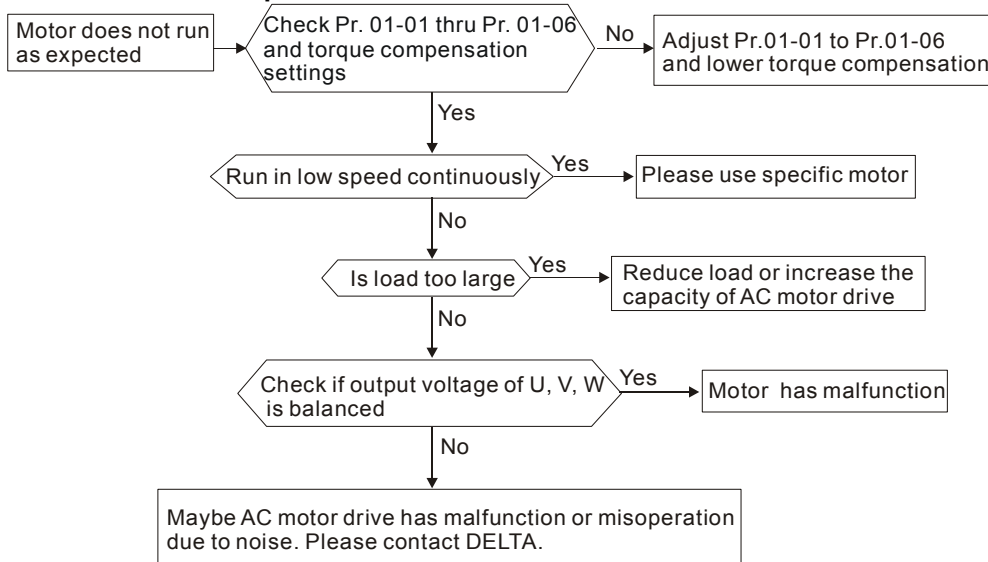 Motor does not run
as expected
Check Pr. 01-01 thru Pr. 01-06
and torque compensation
settings
No
Adjust Pr.01-01 to Pr.01-06
and lower torque compensation
Yes
Run in low speed continuously
Yes
Please use specific motor
No
Is load too large
Yes
Reduce load or increase the
capacity of AC motor drive
No
Check if output voltage of U, V, W
is balanced
Yes
Motor has malfunction
No
Maybe AC motor drive has malfunction or misoperation
due to noise. Please contact DELTA.